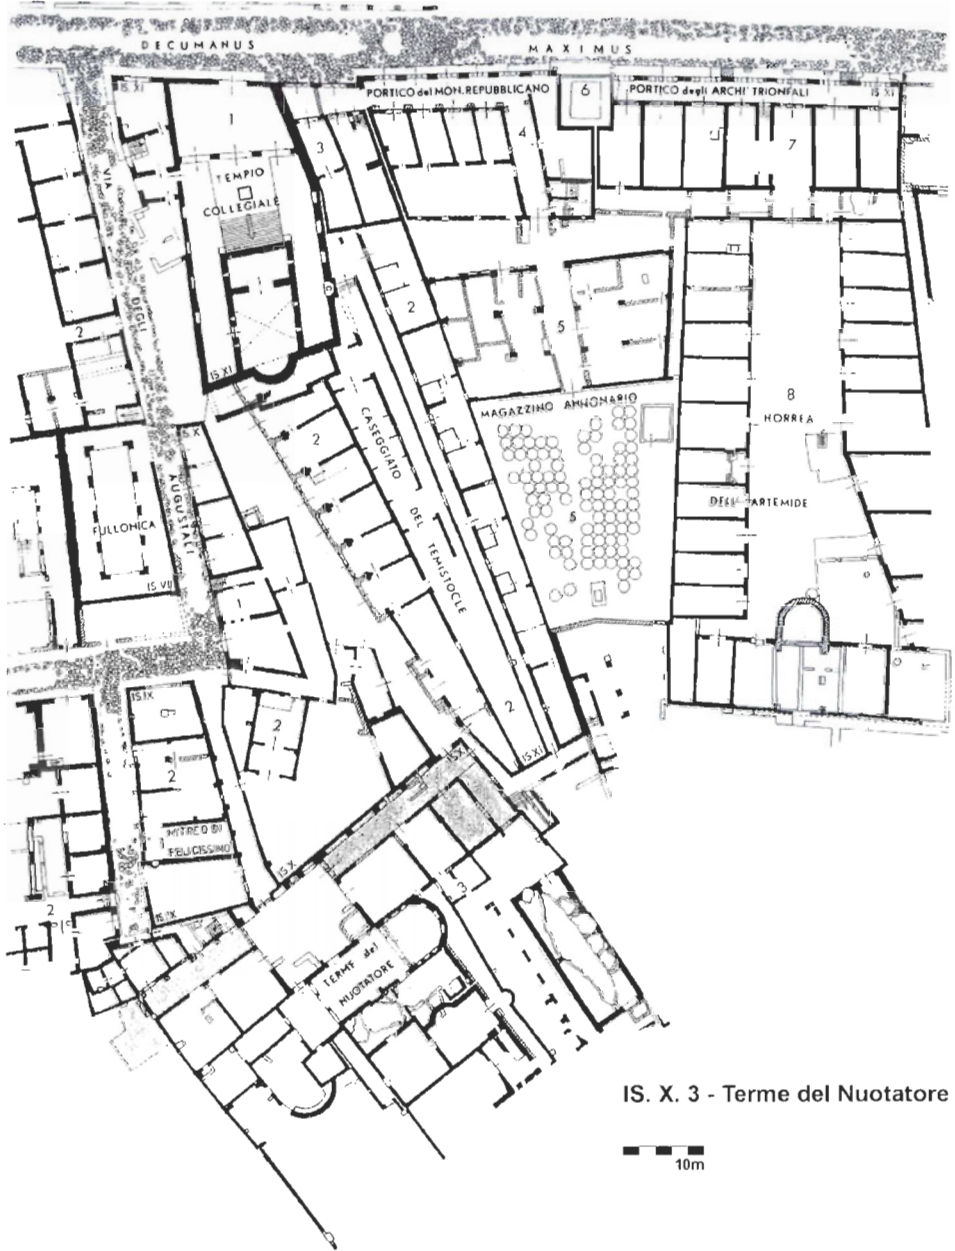 DECUMANUS MAXIMUS
IS. XI
PORTICO del MON. REPUBBLICANO
6
PORTICO degli ARCHI TRIONFALI
IS. XI
1
3
4
7
TEMPIO
COLLEGIALE
VIA
DEGLI
AUGUSTALI
2
2
5
IS. XI
8
HORREA
MAGAZZINO ANNONARIO
2
CASEGGIATO
DEL
TEMISTOCLE
IS. X
5
DELL' ARTEMIDE
FULLONICA
IS. VII
1
IS. IX
2
2
2
IS. XI
IS. X
MITREO DI
FELICISSIMO
IS. X
3
2
IS. IX
TERME del
NUOTATORE
IS. X. 3 - Terme del Nuotatore
10m